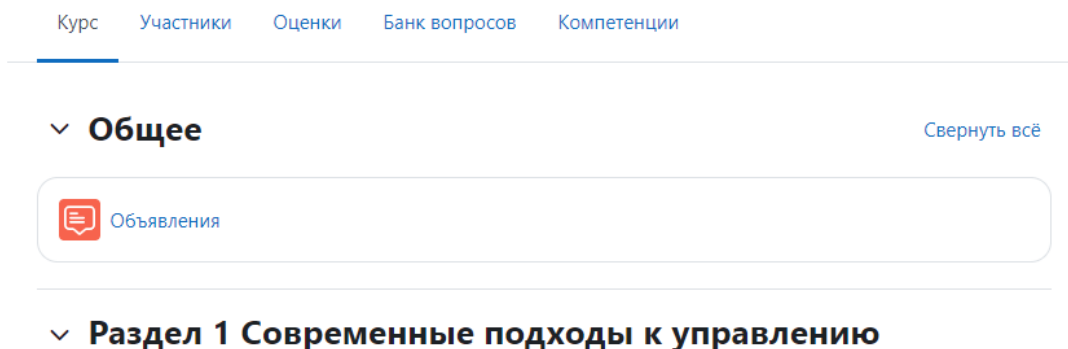 Курс Участники Оценки Банк вопросов Компетенции
Общее Свернуть всё
Объявления
Раздел 1 Современные подходы к управлению